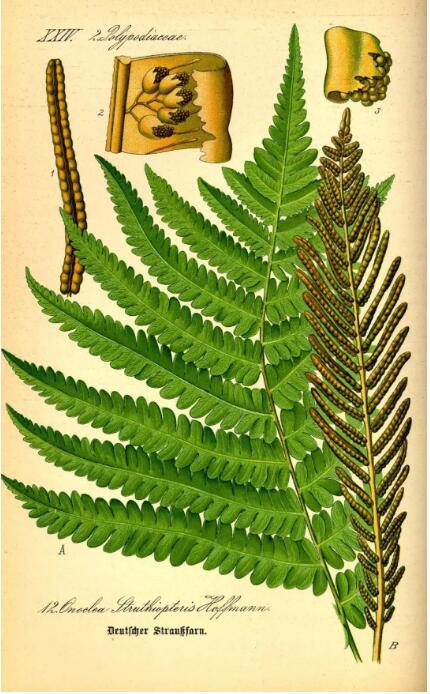 XXIV. 2. Polypodiaceae.
1
2
3
A
B
12. Onoclea Struthiopteris Hoffmann.
Deutſcher Straußfarn.